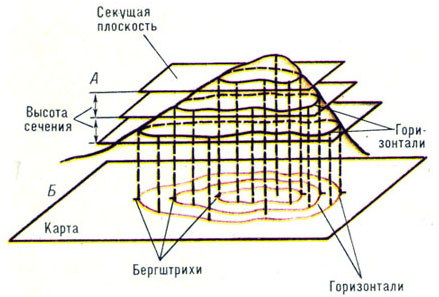 Секущая
плоскость
А
Высота
сечения
Гори-
зонтали
Б
Карта
Бергштрихи
Горизонтали